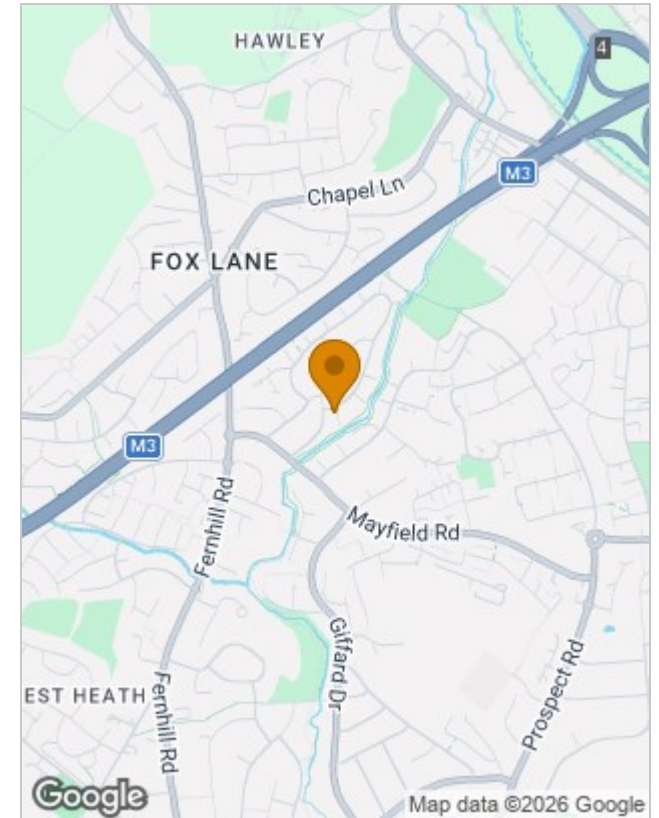 HAWLEY
4
M3
Chapel Ln
FOX LANE
M3
Mayfield Rd
Fernhill Rd
Giffard Dr
Prospect Rd
EST HEATH
Fernhill Rd
Google
Map data ©2026 Google